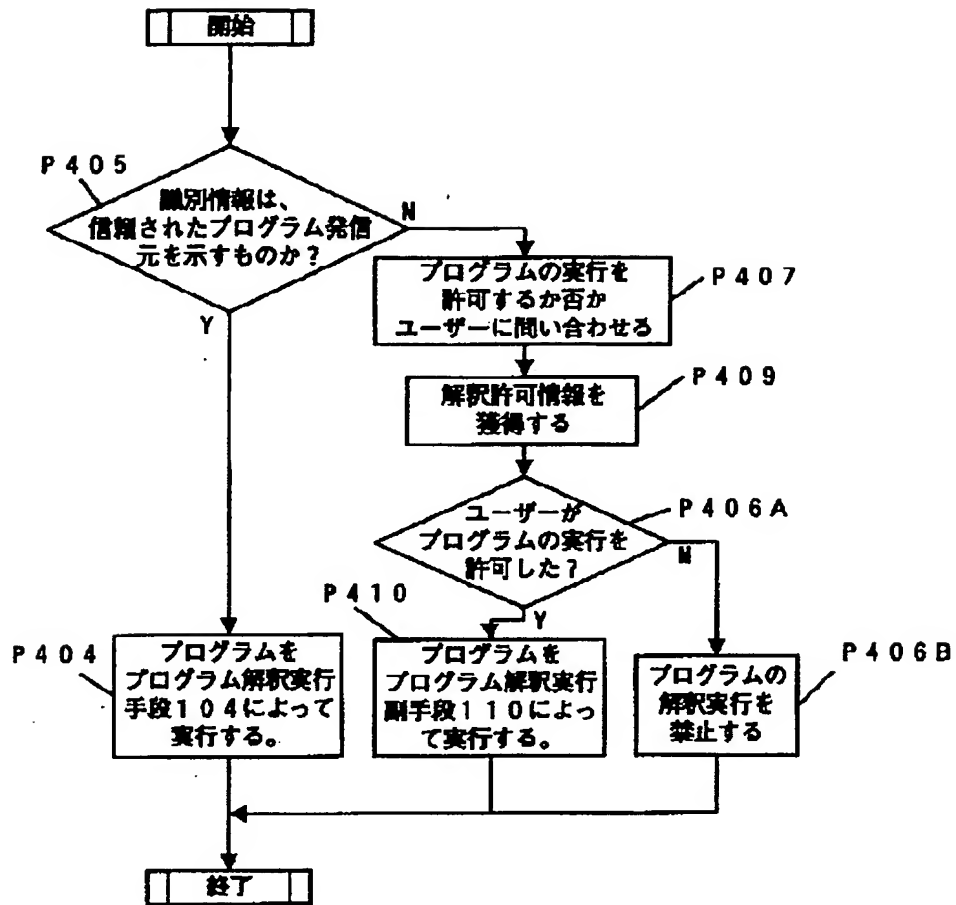 開始
P405
識別情報は、
信頼されたプログラム発信
元を示すものか？
N
Y
プログラムの実行を
許可するか否か
ユーザーに問い合わせる
P407
解釈許可情報を
獲得する
P409
ユーザーが
プログラムの実行を
許可した？
P406A
N
Y
P410
P404
プログラムを
プログラム解釈実行
手段104によって
実行する。
プログラムを
プログラム解釈実行
副手段110によっ
て実行する。
プログラムの
解釈実行を
禁止する
P406B
終了